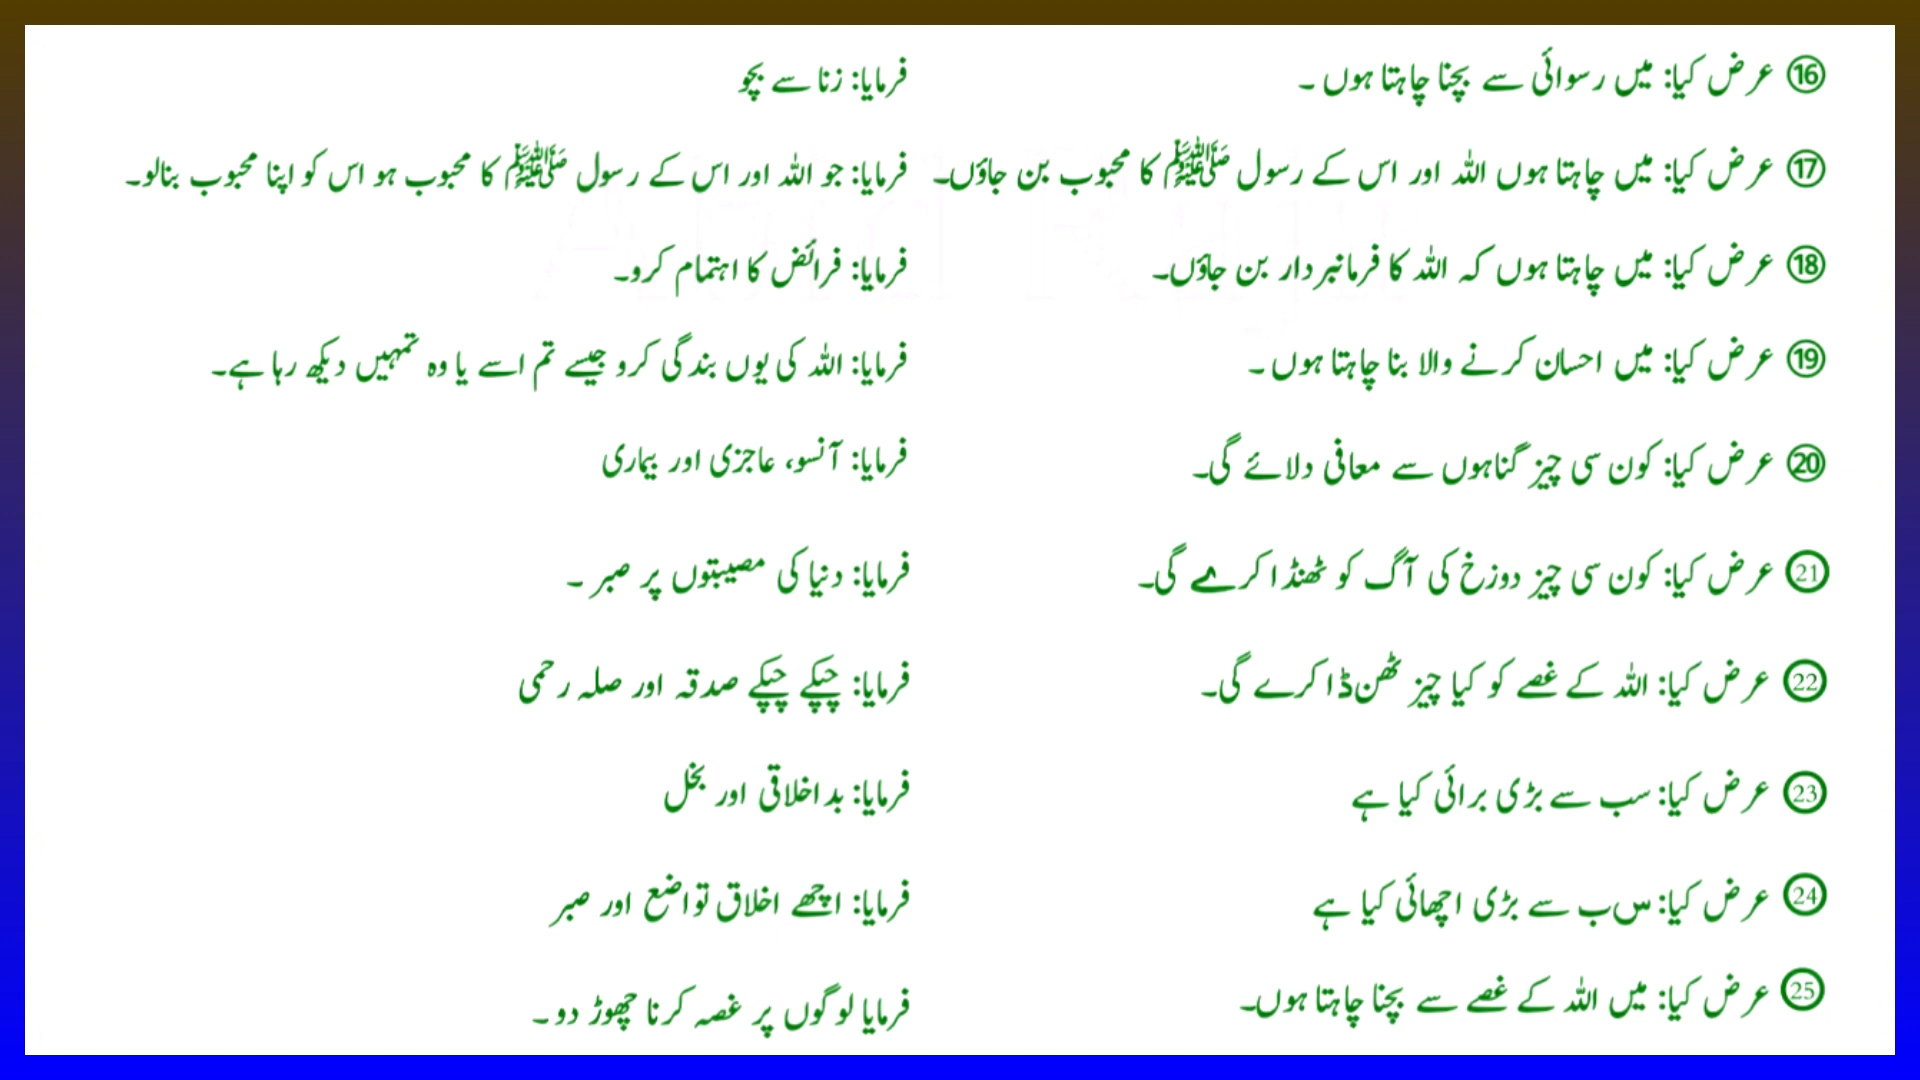 ⑯ عرض کیا: میں رسوائی سے بچنا چاہتا ہوں ۔ فرمایا: زنا سے بچو
⑰ عرض کیا: میں چاہتا ہوں اللہ اور اس کے رسول ﷺ کا محبوب بن جاؤں۔ فرمایا: جو اللہ اور اس کے رسول ﷺ کا محبوب ہو اس کو اپنا محبوب بنالو۔
⑱ عرض کیا: میں چاہتا ہوں کہ اللہ کا فرمانبردار بن جاؤں۔ فرمایا: فرائض کا اہتمام کرو۔
⑲ عرض کیا: میں احسان کرنے والا بنا چاہتا ہوں ۔ فرمایا: اللہ کی یوں بندگی کرو جیسے تم اسے یا وہ تمہیں دیکھ رہا ہے۔
⑳ عرض کیا: کون سی چیز گناہوں سے معافی دلائے گی۔ فرمایا: آنسو، عاجزی اور بیماری
㉑ عرض کیا: کون سی چیز دوزخ کی آگ کو ٹھنڈا کرے گی۔ فرمایا: دنیا کی مصیبتوں پر صبر ۔
㉒ عرض کیا: اللہ کے غصے کو کیا چیز ٹھن ڈا کرے گی۔ فرمایا: چپکے چپکے صدقہ اور صلہ رحمی
㉓ عرض کیا: سب سے بڑی برائی کیا ہے فرمایا: بداخلاقی اور بخل
㉔ عرض کیا: س ب سے بڑی اچھائی کیا ہے فرمایا: اچھے اخلاق تواضع اور صبر
㉕ عرض کیا: میں اللہ کے غصے سے بچنا چاہتا ہوں۔ فرمایا لوگوں پر غصہ کرنا چھوڑ دو ۔